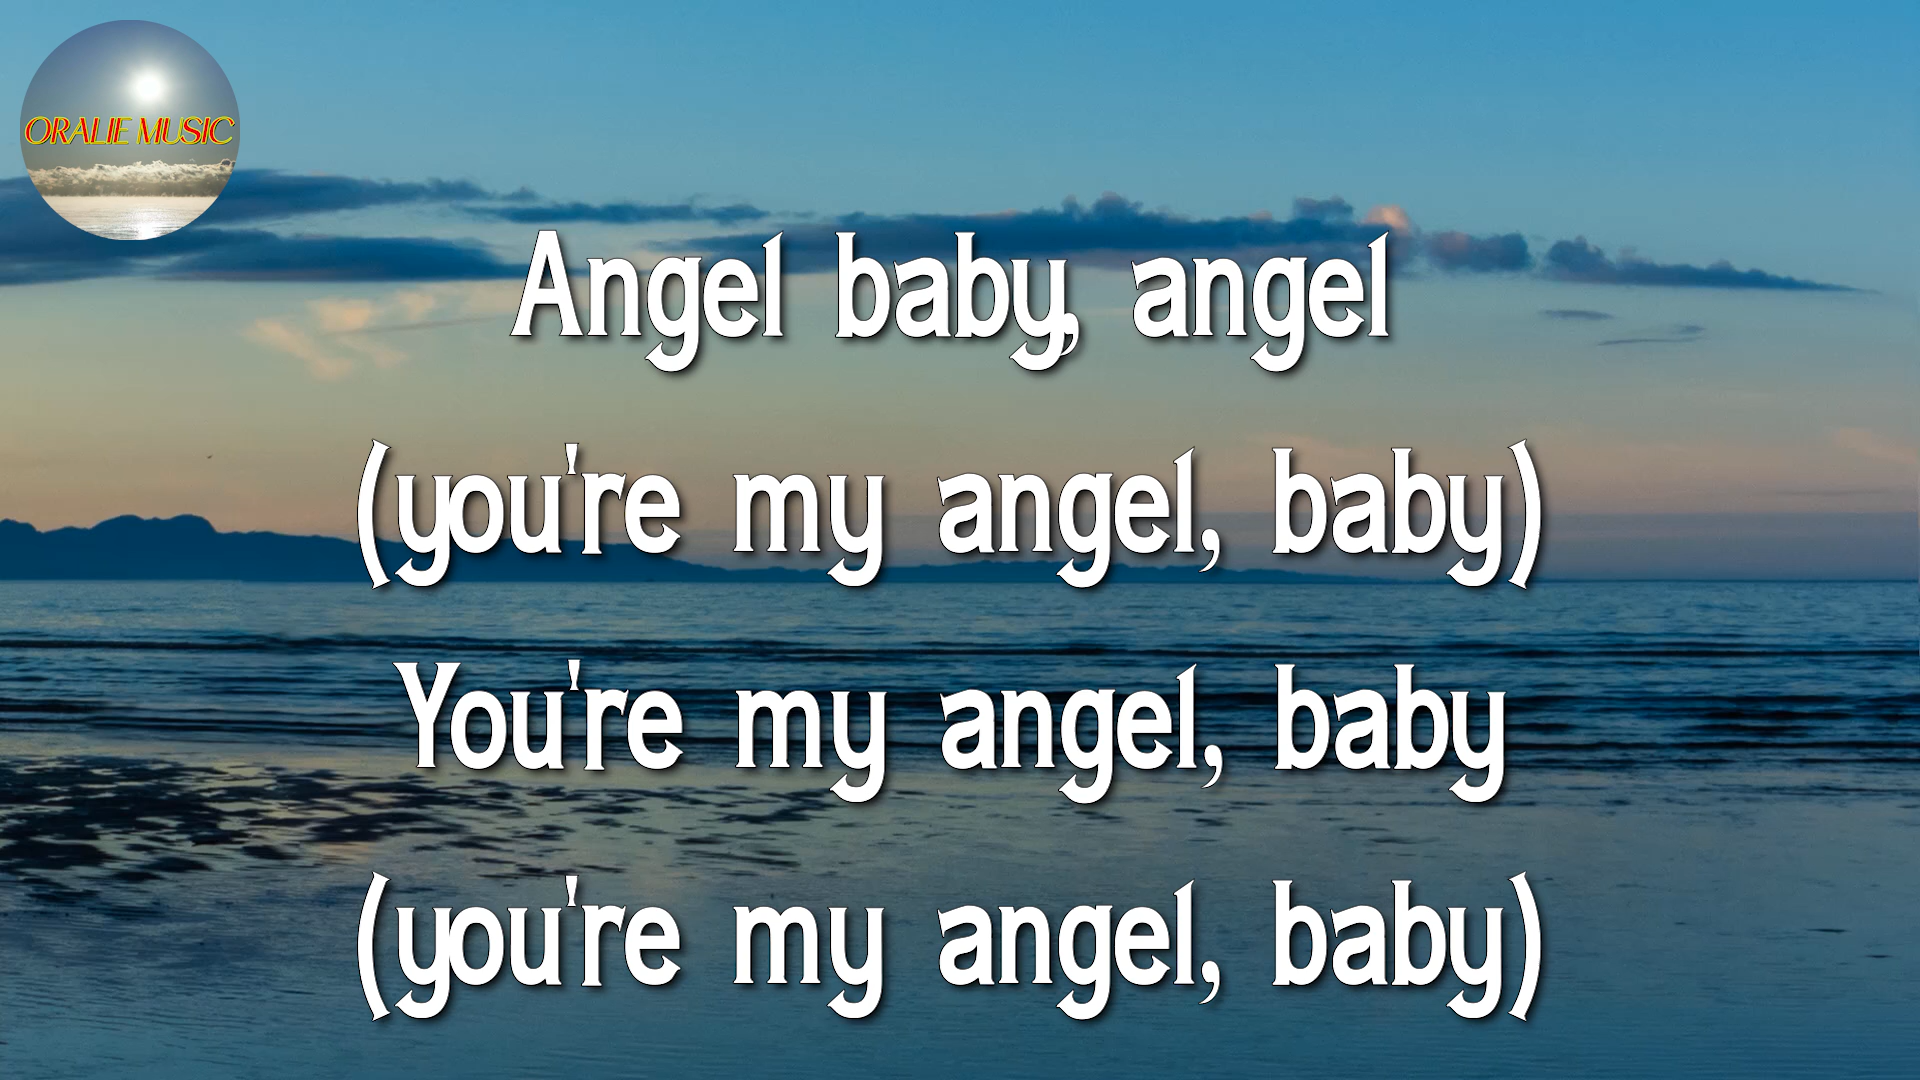 ORALIE MUSIC
Angel baby, angel
(you're my angel, baby)
You're my angel, baby
(you're my angel, baby)